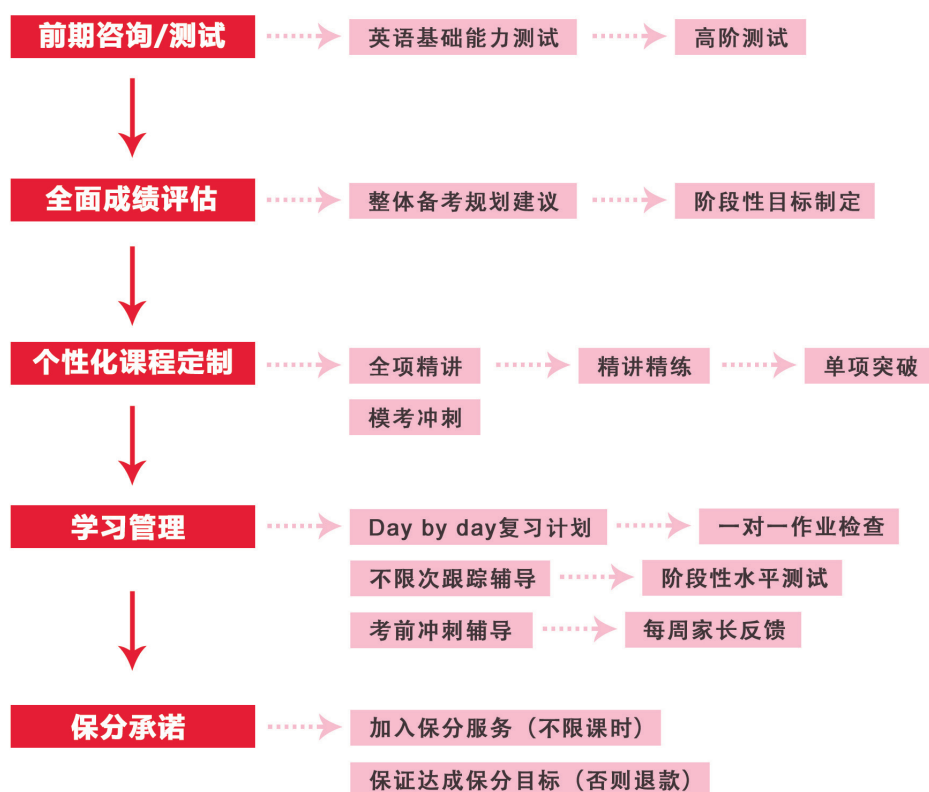 前期咨询/测试 英语基础能力测试 高阶测试
全面成绩评估 整体备考规划建议 阶段性目标制定
个性化课程定制 全项精讲 精讲精练 单项突破
模考冲刺
学习管理 Day by day复习计划 一对一作业检查
不限次跟踪辅导 阶段性水平测试
考前冲刺辅导 每周家长反馈
保分承诺 加入保分服务（不限课时）
保证达成保分目标（否则退款）